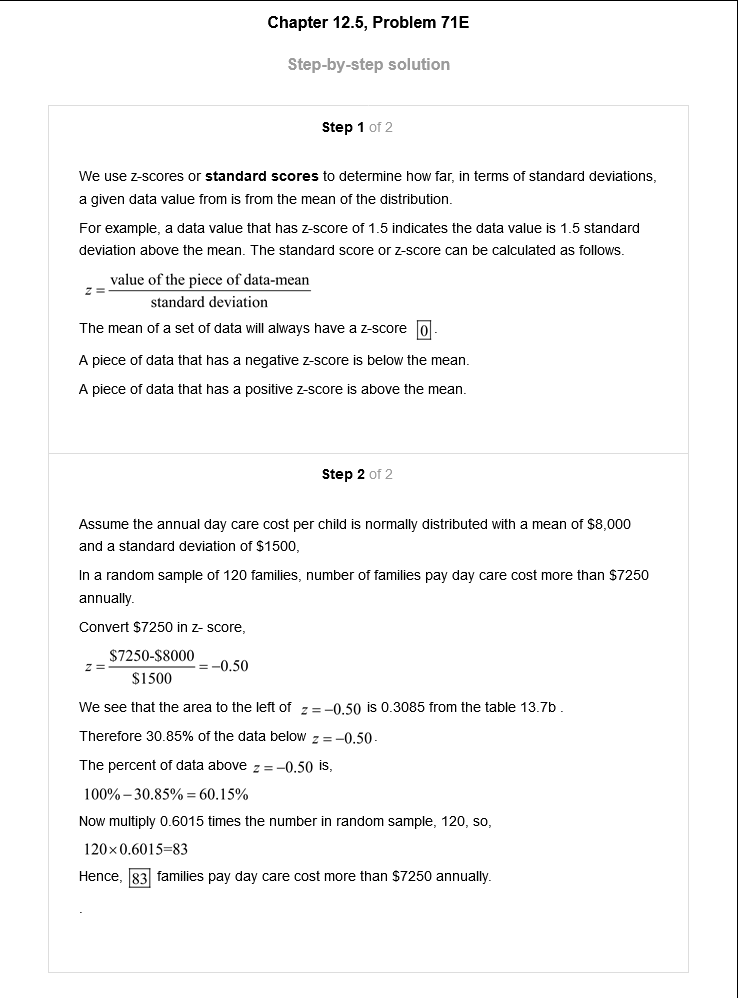 Chapter 12.5, Problem 71E
Step-by-step solution
Step 1 of 2
We use z-scores or standard scores to determine how far, in terms of standard deviations,
a given data value from is from the mean of the distribution.
For example, a data value that has z-score of 1.5 indicates the data value is 1.5 standard
deviation above the mean. The standard score or z-score can be calculated as follows.
z = value of the piece of data-mean / standard deviation
The mean of a set of data will always have a z-score 0 .
A piece of data that has a negative z-score is below the mean.
A piece of data that has a positive z-score is above the mean.
Step 2 of 2
Assume the annual day care cost per child is normally distributed with a mean of $8,000
and a standard deviation of $1500,
In a random sample of 120 families, number of families pay day care cost more than $7250
annually.
Convert $7250 in z- score,
z = $7250-$8000 / $1500 = −0.50
We see that the area to the left of z = −0.50 is 0.3085 from the table 13.7b .
Therefore 30.85% of the data below z = −0.50.
The percent of data above z = −0.50 is,
100% − 30.85% = 60.15%
Now multiply 0.6015 times the number in random sample, 120, so,
120×0.6015=83
Hence, 83 families pay day care cost more than $7250 annually.
.